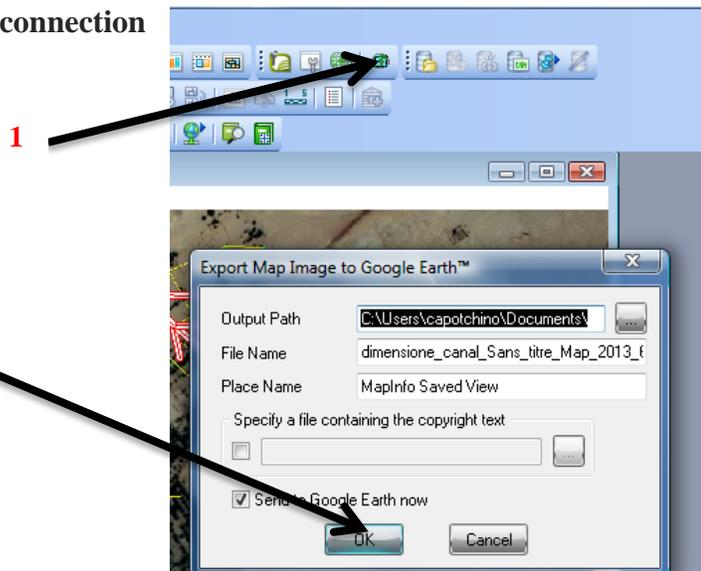 connection
1
Export Map Image to Google Earth™
Output Path C:\Users\capotchino\Documents\ ...
File Name dimensione_canal_Sans_titre_Map_2013_
Place Name MapInfo Saved View
Specify a file containing the copyright text
...
Send to Google Earth now
OK Cancel